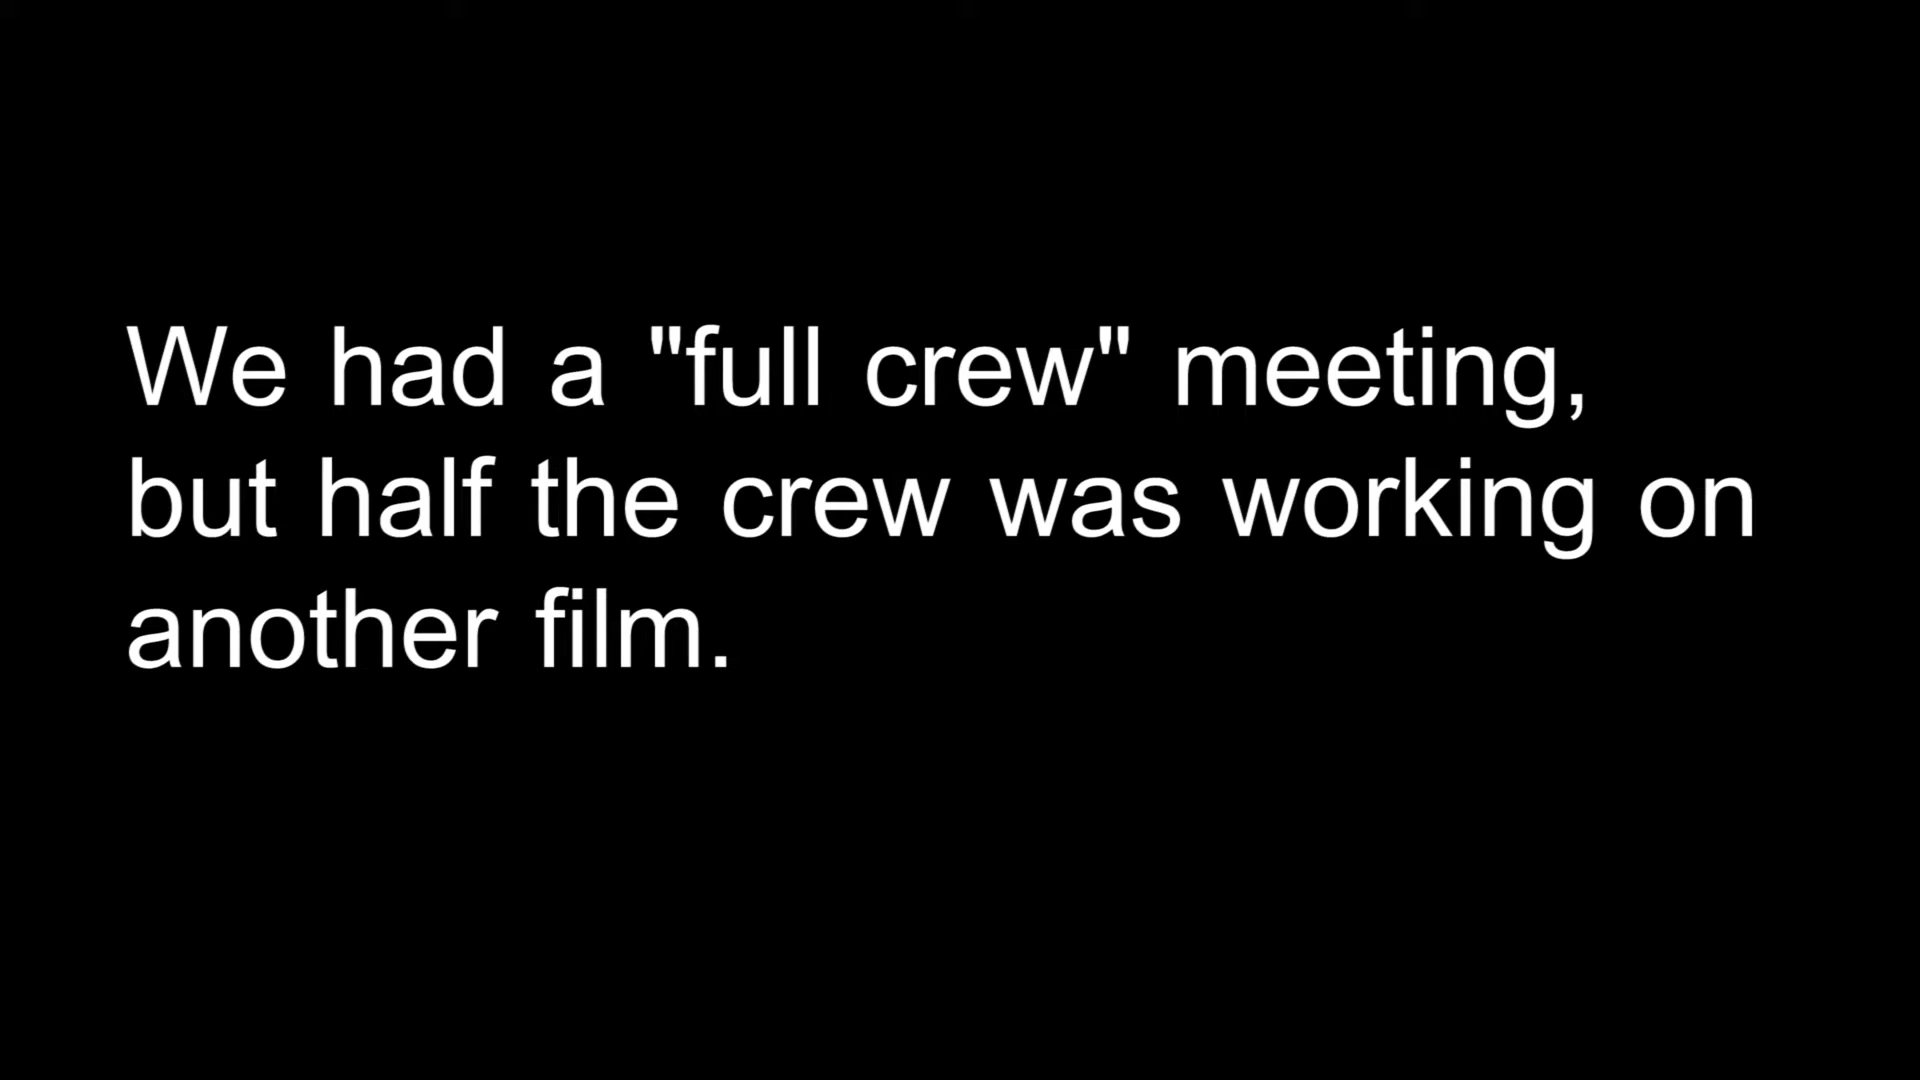 We had a "full crew" meeting,
but half the crew was working on
another film.